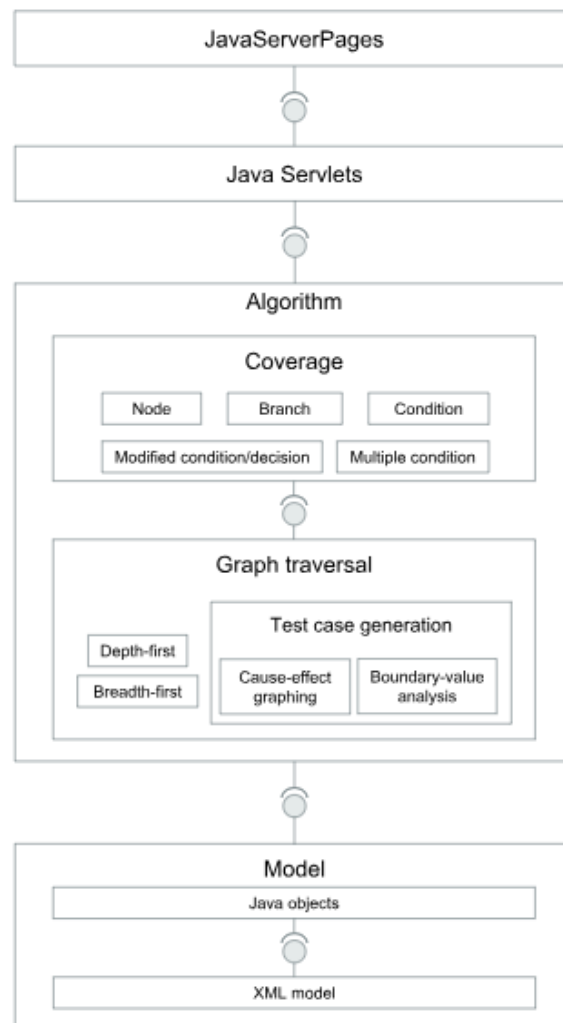 JavaServerPages
Java Servlets
Algorithm
Coverage
Node
Branch
Condition
Modified condition/decision
Multiple condition
Graph traversal
Test case generation
Depth-first
Breadth-first
Cause-effect
graphing
Boundary-value
analysis
Model
Java objects
XML model